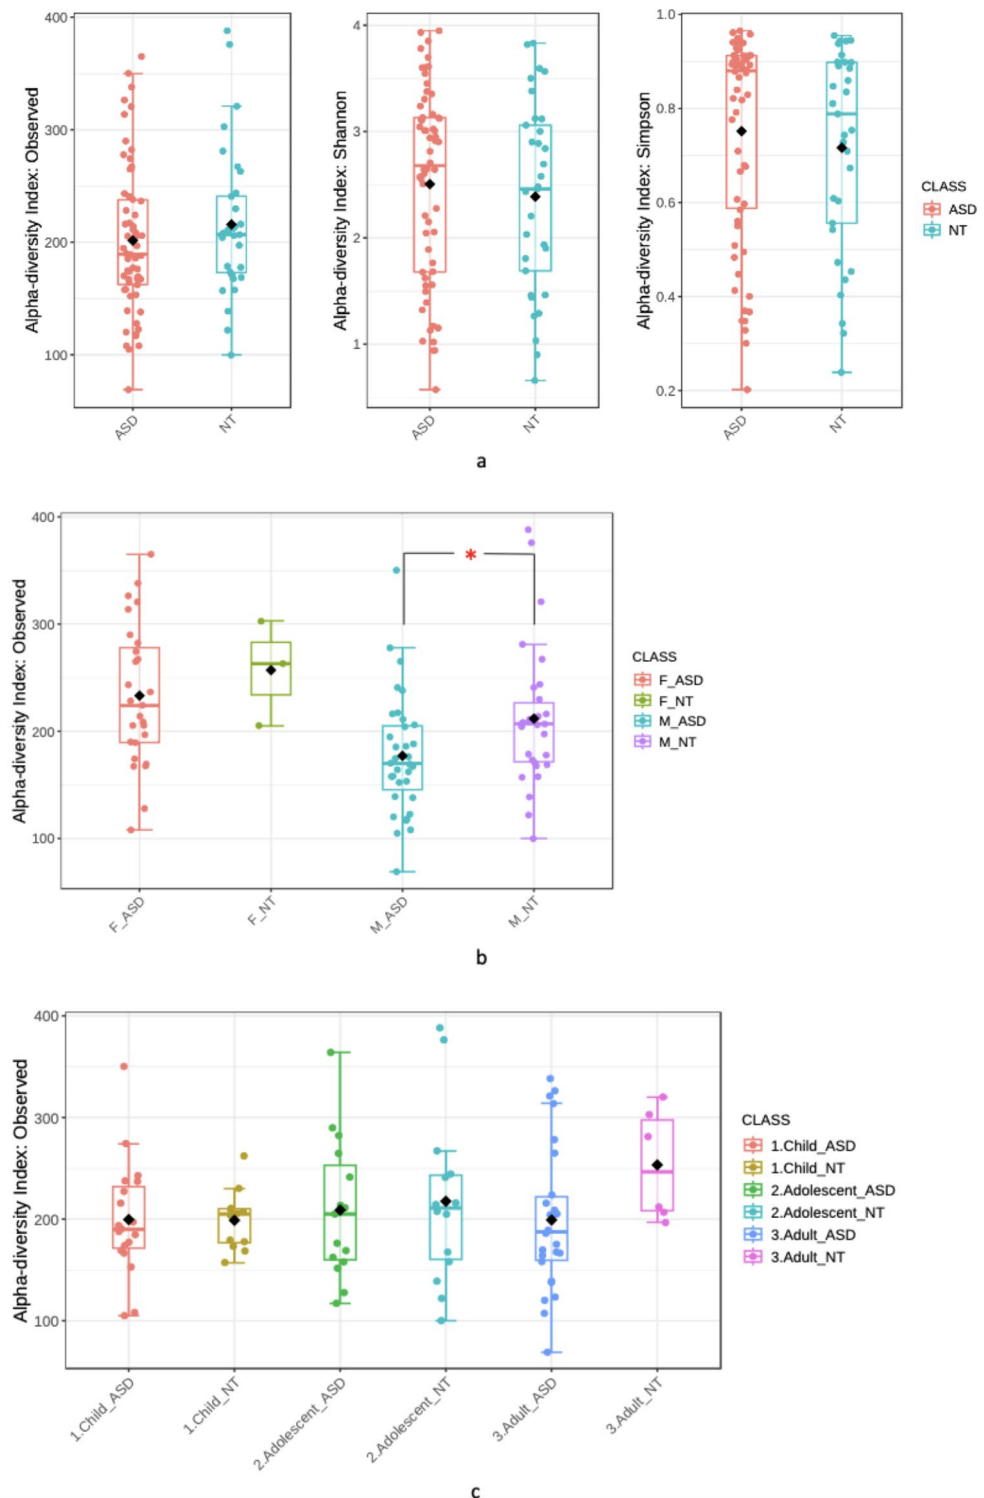 Alpha-diversity Index: Observed
400
300
200
100
ASD
NT
Alpha-diversity Index: Shannon
4
3
2
1
ASD
NT
Alpha-diversity Index: Simpson
1.0
0.8
0.6
0.4
0.2
ASD
NT
CLASS
ASD
NT
a
Alpha-diversity Index: Observed
400
300
200
100
*
F_ASD
F_NT
M_ASD
M_NT
CLASS
F_ASD
F_NT
M_ASD
M_NT
b
Alpha-diversity Index: Observed
400
300
200
100
1.Child_ASD
1.Child_NT
2.Adolescent_ASD
2.Adolescent_NT
3.Adult_ASD
3.Adult_NT
CLASS
1.Child_ASD
1.Child_NT
2.Adolescent_ASD
2.Adolescent_NT
3.Adult_ASD
3.Adult_NT
c